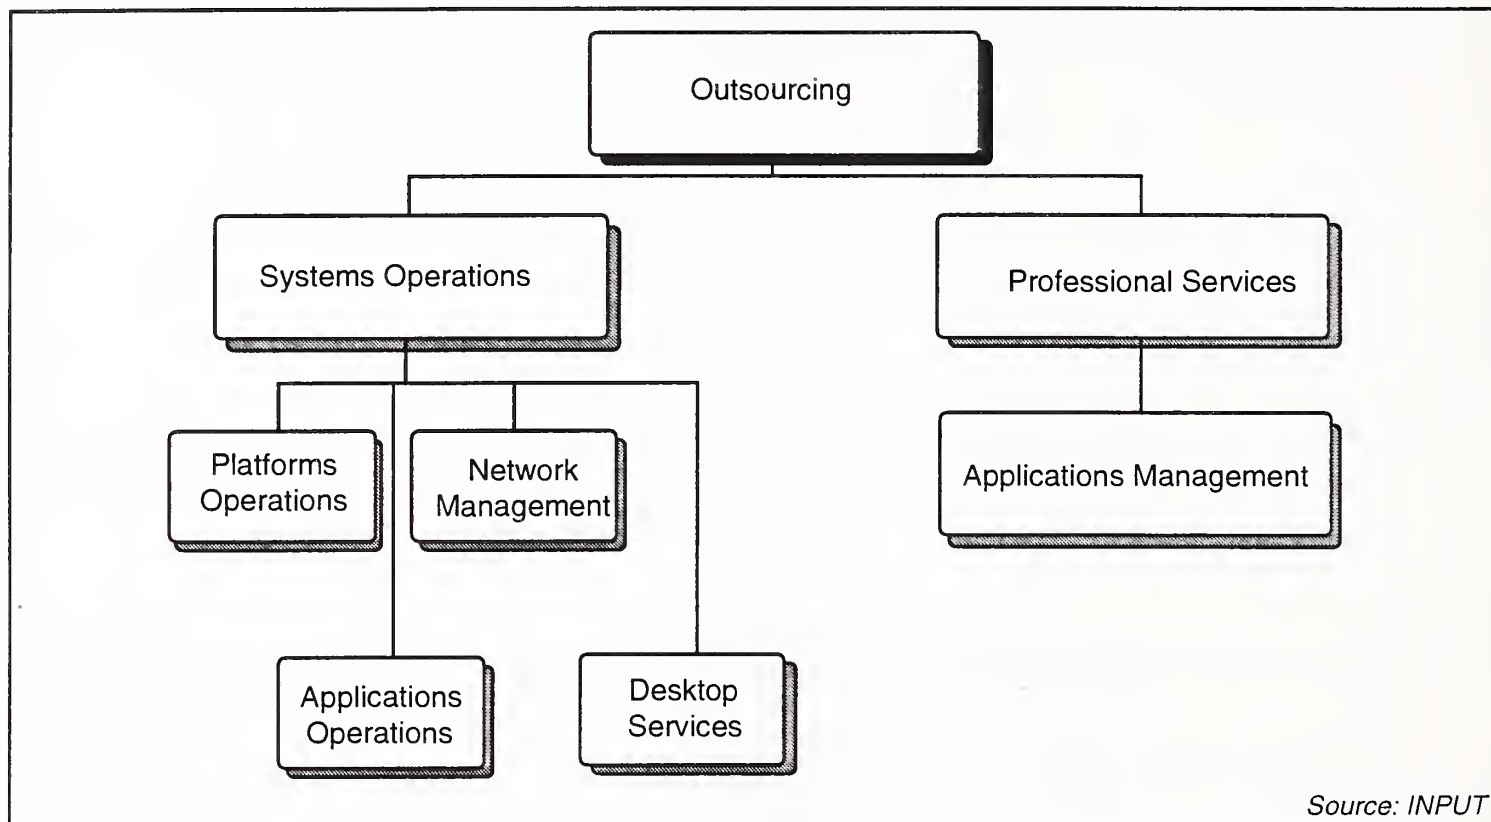 Outsourcing
Systems Operations
Professional Services
Platforms
Operations
Network
Management
Applications Management
Applications
Operations
Desktop
Services
Source: INPUT